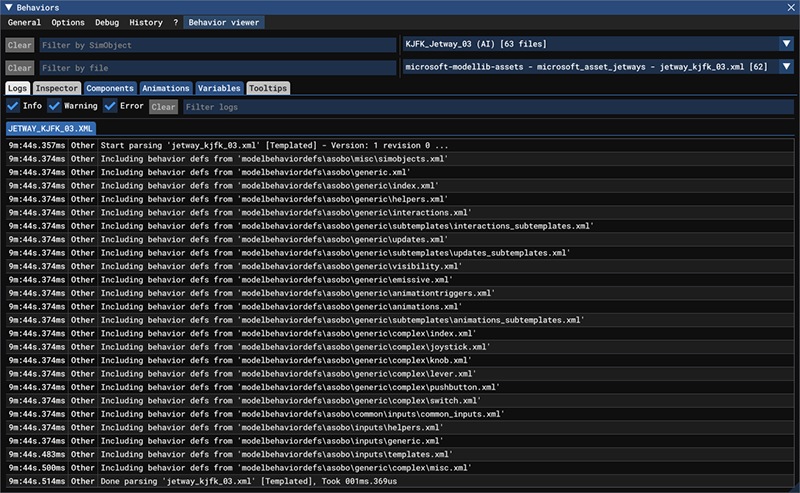 Behaviors
General Options Debug History ? Behavior viewer
Clear Filter by SimObject KJFK_Jetway_03 (AI) [63 files]
Clear Filter by file microsoft-modellib-assets - microsoft_asset_jetways - jetway_kjfk_03.xml [62]
Logs Inspector Components Animations Variables Tooltips
Info Warning Error Clear Filter logs
JETWAY_KJFK_03.XML
9m:44s.357ms Other Start parsing 'jetway_kjfk_03.xml' [Templated] - Version: 1 revision 0 ...
9m:44s.374ms Other Including behavior defs from 'modelbehaviordefs\asobo\misc\simobjects.xml'
9m:44s.374ms Other Including behavior defs from 'modelbehaviordefs\asobo\generic.xml'
9m:44s.374ms Other Including behavior defs from 'modelbehaviordefs\asobo\generic\index.xml'
9m:44s.374ms Other Including behavior defs from 'modelbehaviordefs\asobo\generic\helpers.xml'
9m:44s.374ms Other Including behavior defs from 'modelbehaviordefs\asobo\generic\interactions.xml'
9m:44s.374ms Other Including behavior defs from 'modelbehaviordefs\asobo\generic\subtemplates\interactions_subtemplates.xml'
9m:44s.374ms Other Including behavior defs from 'modelbehaviordefs\asobo\generic\updates.xml'
9m:44s.374ms Other Including behavior defs from 'modelbehaviordefs\asobo\generic\subtemplates\updates_subtemplates.xml'
9m:44s.374ms Other Including behavior defs from 'modelbehaviordefs\asobo\generic\visibility.xml'
9m:44s.374ms Other Including behavior defs from 'modelbehaviordefs\asobo\generic\emissive.xml'
9m:44s.374ms Other Including behavior defs from 'modelbehaviordefs\asobo\generic\animationtriggers.xml'
9m:44s.374ms Other Including behavior defs from 'modelbehaviordefs\asobo\generic\animations.xml'
9m:44s.374ms Other Including behavior defs from 'modelbehaviordefs\asobo\generic\subtemplates\animations_subtemplates.xml'
9m:44s.374ms Other Including behavior defs from 'modelbehaviordefs\asobo\generic\complex\index.xml'
9m:44s.374ms Other Including behavior defs from 'modelbehaviordefs\asobo\generic\complex\joystick.xml'
9m:44s.374ms Other Including behavior defs from 'modelbehaviordefs\asobo\generic\complex\knob.xml'
9m:44s.374ms Other Including behavior defs from 'modelbehaviordefs\asobo\generic\complex\lever.xml'
9m:44s.374ms Other Including behavior defs from 'modelbehaviordefs\asobo\generic\complex\pushbutton.xml'
9m:44s.374ms Other Including behavior defs from 'modelbehaviordefs\asobo\generic\complex\switch.xml'
9m:44s.374ms Other Including behavior defs from 'modelbehaviordefs\asobo\common\inputs\common_inputs.xml'
9m:44s.374ms Other Including behavior defs from 'modelbehaviordefs\asobo\inputs\helpers.xml'
9m:44s.374ms Other Including behavior defs from 'modelbehaviordefs\asobo\inputs\generic.xml'
9m:44s.483ms Other Including behavior defs from 'modelbehaviordefs\asobo\inputs\templates.xml'
9m:44s.500ms Other Including behavior defs from 'modelbehaviordefs\asobo\generic\complex\misc.xml'
9m:44s.514ms Other Done parsing 'jetway_kjfk_03.xml' [Templated], Took 001ms.369us